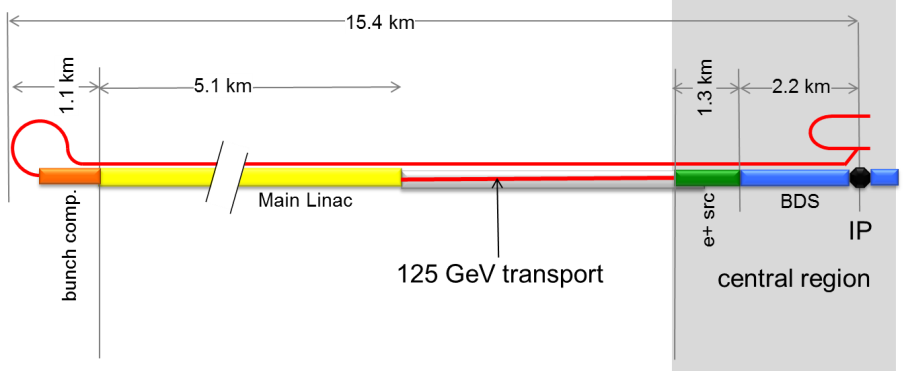 15.4 km
1.1 km
5.1 km
1.3 km
2.2 km
Main Linac
BDS
bunch comp.
e+ src
IP
125 GeV transport
central region